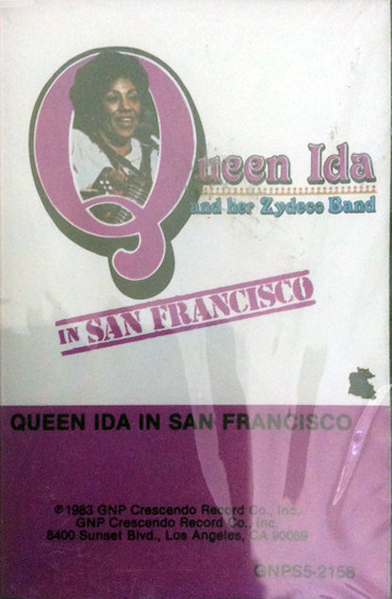 Queen Ida
and her Zydeco Band
IN SAN FRANCISCO
QUEEN IDA IN SAN FRANCISCO
℗1983 GNP Crescendo Record Co., Inc.
GNP Crescendo Record Co., Inc.
8400 Sunset Blvd., Los Angeles, CA 90069
GNPS5-2158